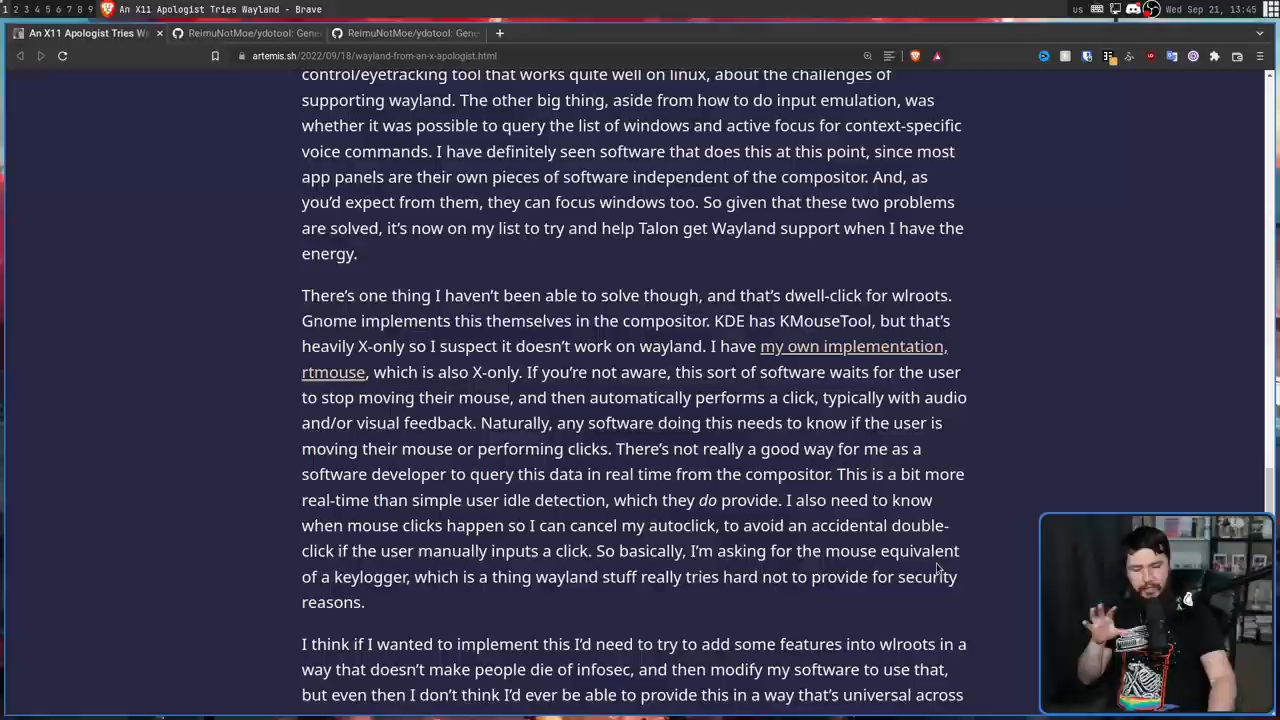 1 2 3 4 5 6 7 8 9 An X11 Apologist Tries Wayland - Brave us Wed Sep 21, 13:45
An X11 Apologist Tries W ReimuNotMoe/ydotool: Gene ReimuNotMoe/ydotool: Gene
artemis.sh/2022/09/18/wayland-from-an-x-apologist.html
control/eyetracking tool that works quite well on linux, about the challenges of
supporting wayland. The other big thing, aside from how to do input emulation, was
whether it was possible to query the list of windows and active focus for context-specific
voice commands. I have definitely seen software that does this at this point, since most
app panels are their own pieces of software independent of the compositor. And, as
you'd expect from them, they can focus windows too. So given that these two problems
are solved, it's now on my list to try and help Talon get Wayland support when I have the
energy.
There's one thing I haven't been able to solve though, and that's dwell-click for wlroots.
Gnome implements this themselves in the compositor. KDE has KMouseTool, but that's
heavily X-only so I suspect it doesn't work on wayland. I have my own implementation,
rtmouse, which is also X-only. If you're not aware, this sort of software waits for the user
to stop moving their mouse, and then automatically performs a click, typically with audio
and/or visual feedback. Naturally, any software doing this needs to know if the user is
moving their mouse or performing clicks. There's not really a good way for me as a
software developer to query this data in real time from the compositor. This is a bit more
real-time than simple user idle detection, which they do provide. I also need to know
when mouse clicks happen so I can cancel my autoclick, to avoid an accidental double-
click if the user manually inputs a click. So basically, I'm asking for the mouse equivalent
of a keylogger, which is a thing wayland stuff really tries hard not to provide for security
reasons.
I think if I wanted to implement this I'd need to try to add some features into wlroots in a
way that doesn't make people die of infosec, and then modify my software to use that,
but even then I don't think I'd ever be able to provide this in a way that's universal across